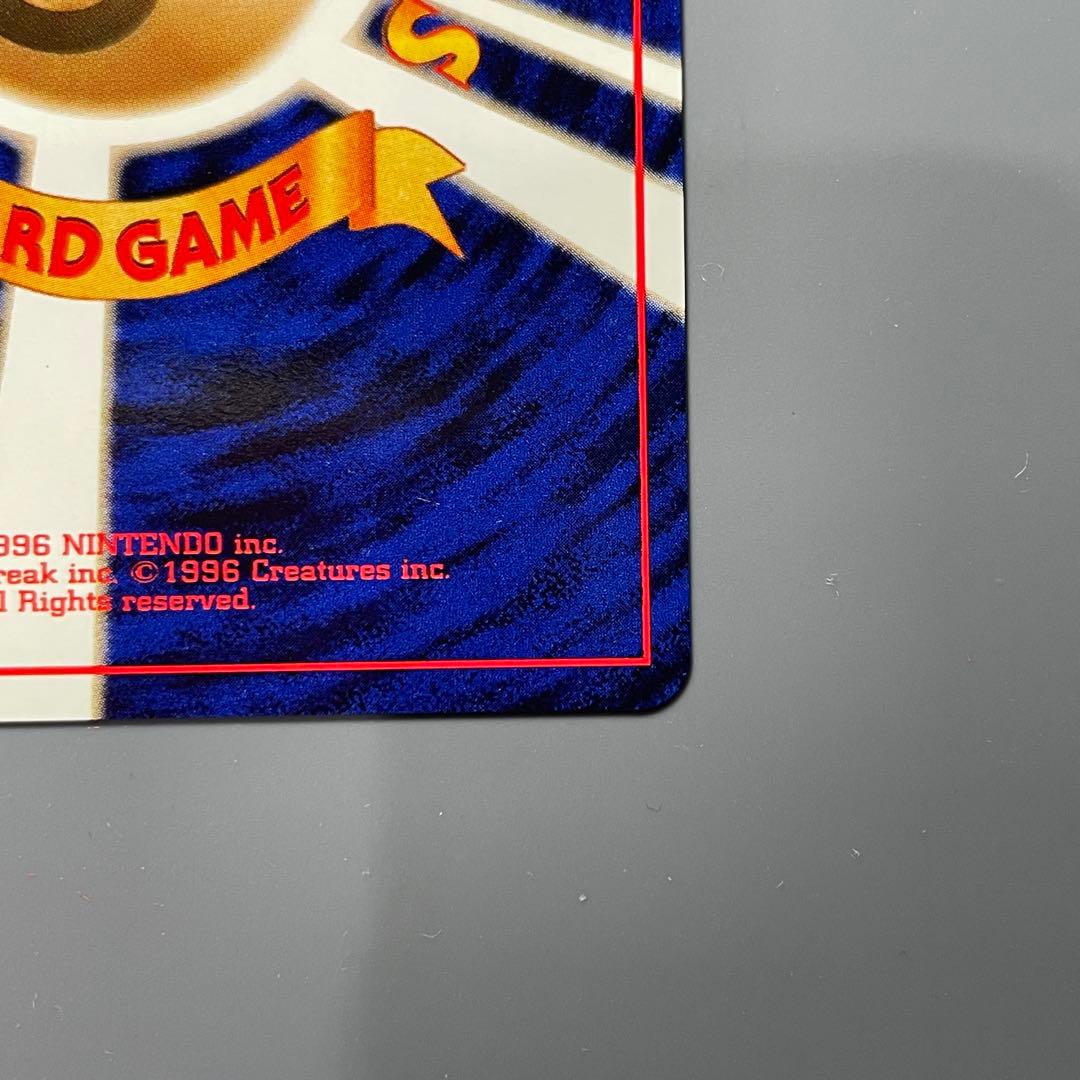 S
RD GAME
996 NINTENDO inc.
reak inc. ©1996 Creatures inc.
l Rights reserved.